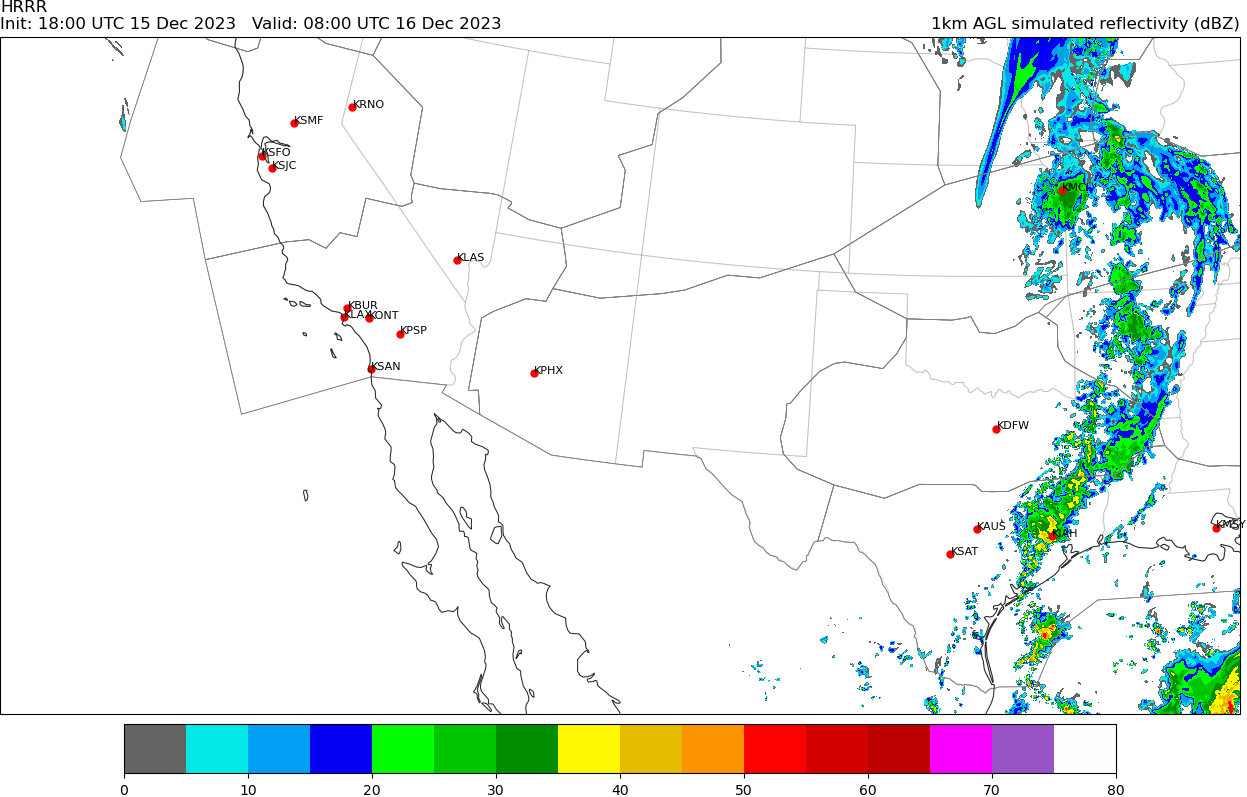 HRRR
Init: 18:00 UTC 15 Dec 2023   Valid: 08:00 UTC 16 Dec 2023
1km AGL simulated reflectivity (dBZ)
KRNO
KSMF
KSFO
KSJC
KMCI
KLAS
KBUR
KLAX
KONT
KPSP
KSAN
KPHX
KDFW
KAUS
KIAH
KMSY
KSAT
0 10 20 30 40 50 60 70 80